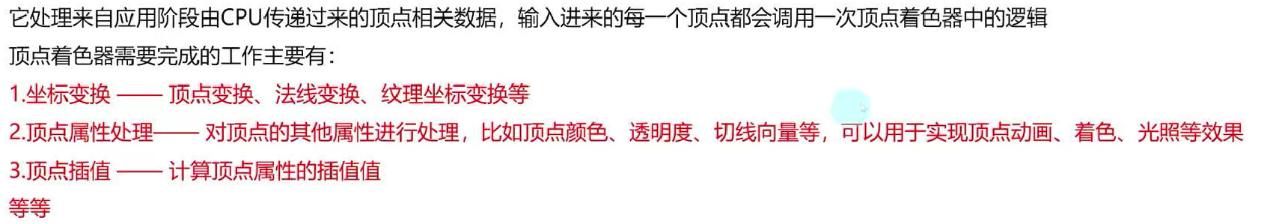 它处理来自应用阶段由CPU传递过来的顶点相关数据，输入进来的每一个顶点都会调用一次顶点着色器中的逻辑
顶点着色器需要完成的工作主要有：
1.坐标变换 —— 顶点变换、法线变换、纹理坐标变换等
2.顶点属性处理—— 对顶点的其他属性进行处理，比如顶点颜色、透明度、切线向量等，可以用于实现顶点动画、着色、光照等效果
3.顶点插值 —— 计算顶点属性的插值值
等等